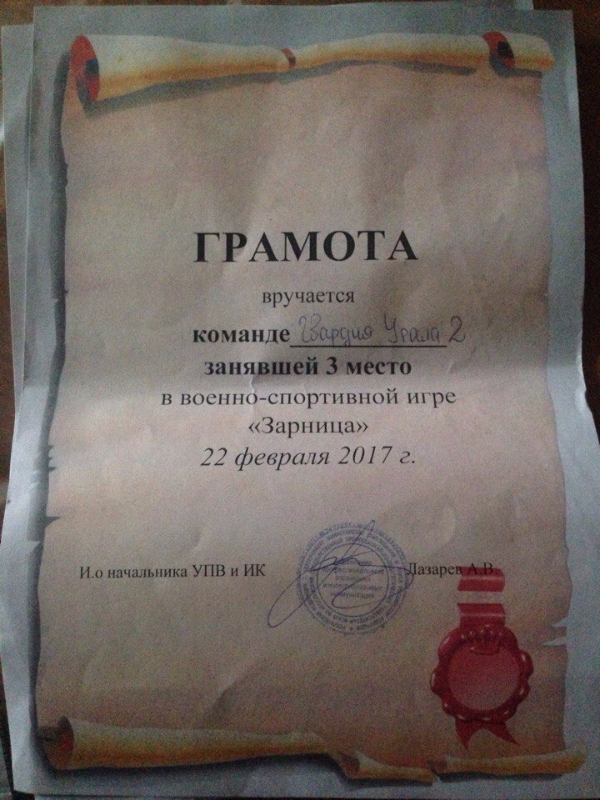 ГРАМОТА
вручается
команде Гвардия Урала 2
занявшей 3 место
в военно-спортивной игре
«Зарница»
22 февраля 2017 г.
И.о начальника УПВ и ИК Лазарев А.В.